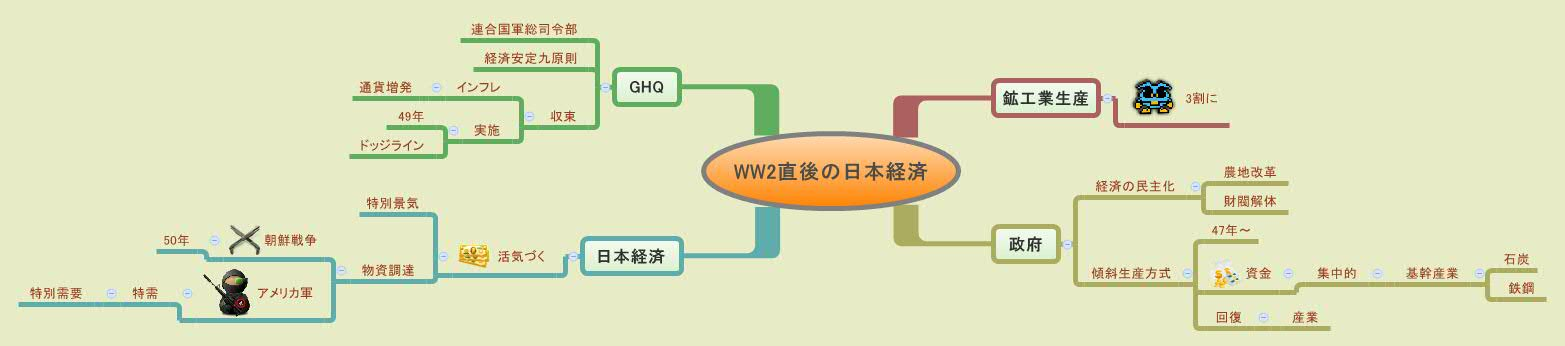 WW2直後の日本経済
鉱工業生産
3割に
政府
経済の民主化
農地改革
財閥解体
傾斜生産方式
47年～
資金
集中的
基幹産業
石炭
鉄鋼
回復
産業
GHQ
連合国軍総司令部
経済安定九原則
収束
インフレ
通貨増発
実施
49年
ドッジライン
日本経済
活気づく
特別景気
物資調達
朝鮮戦争
50年
アメリカ軍
特需
特別需要